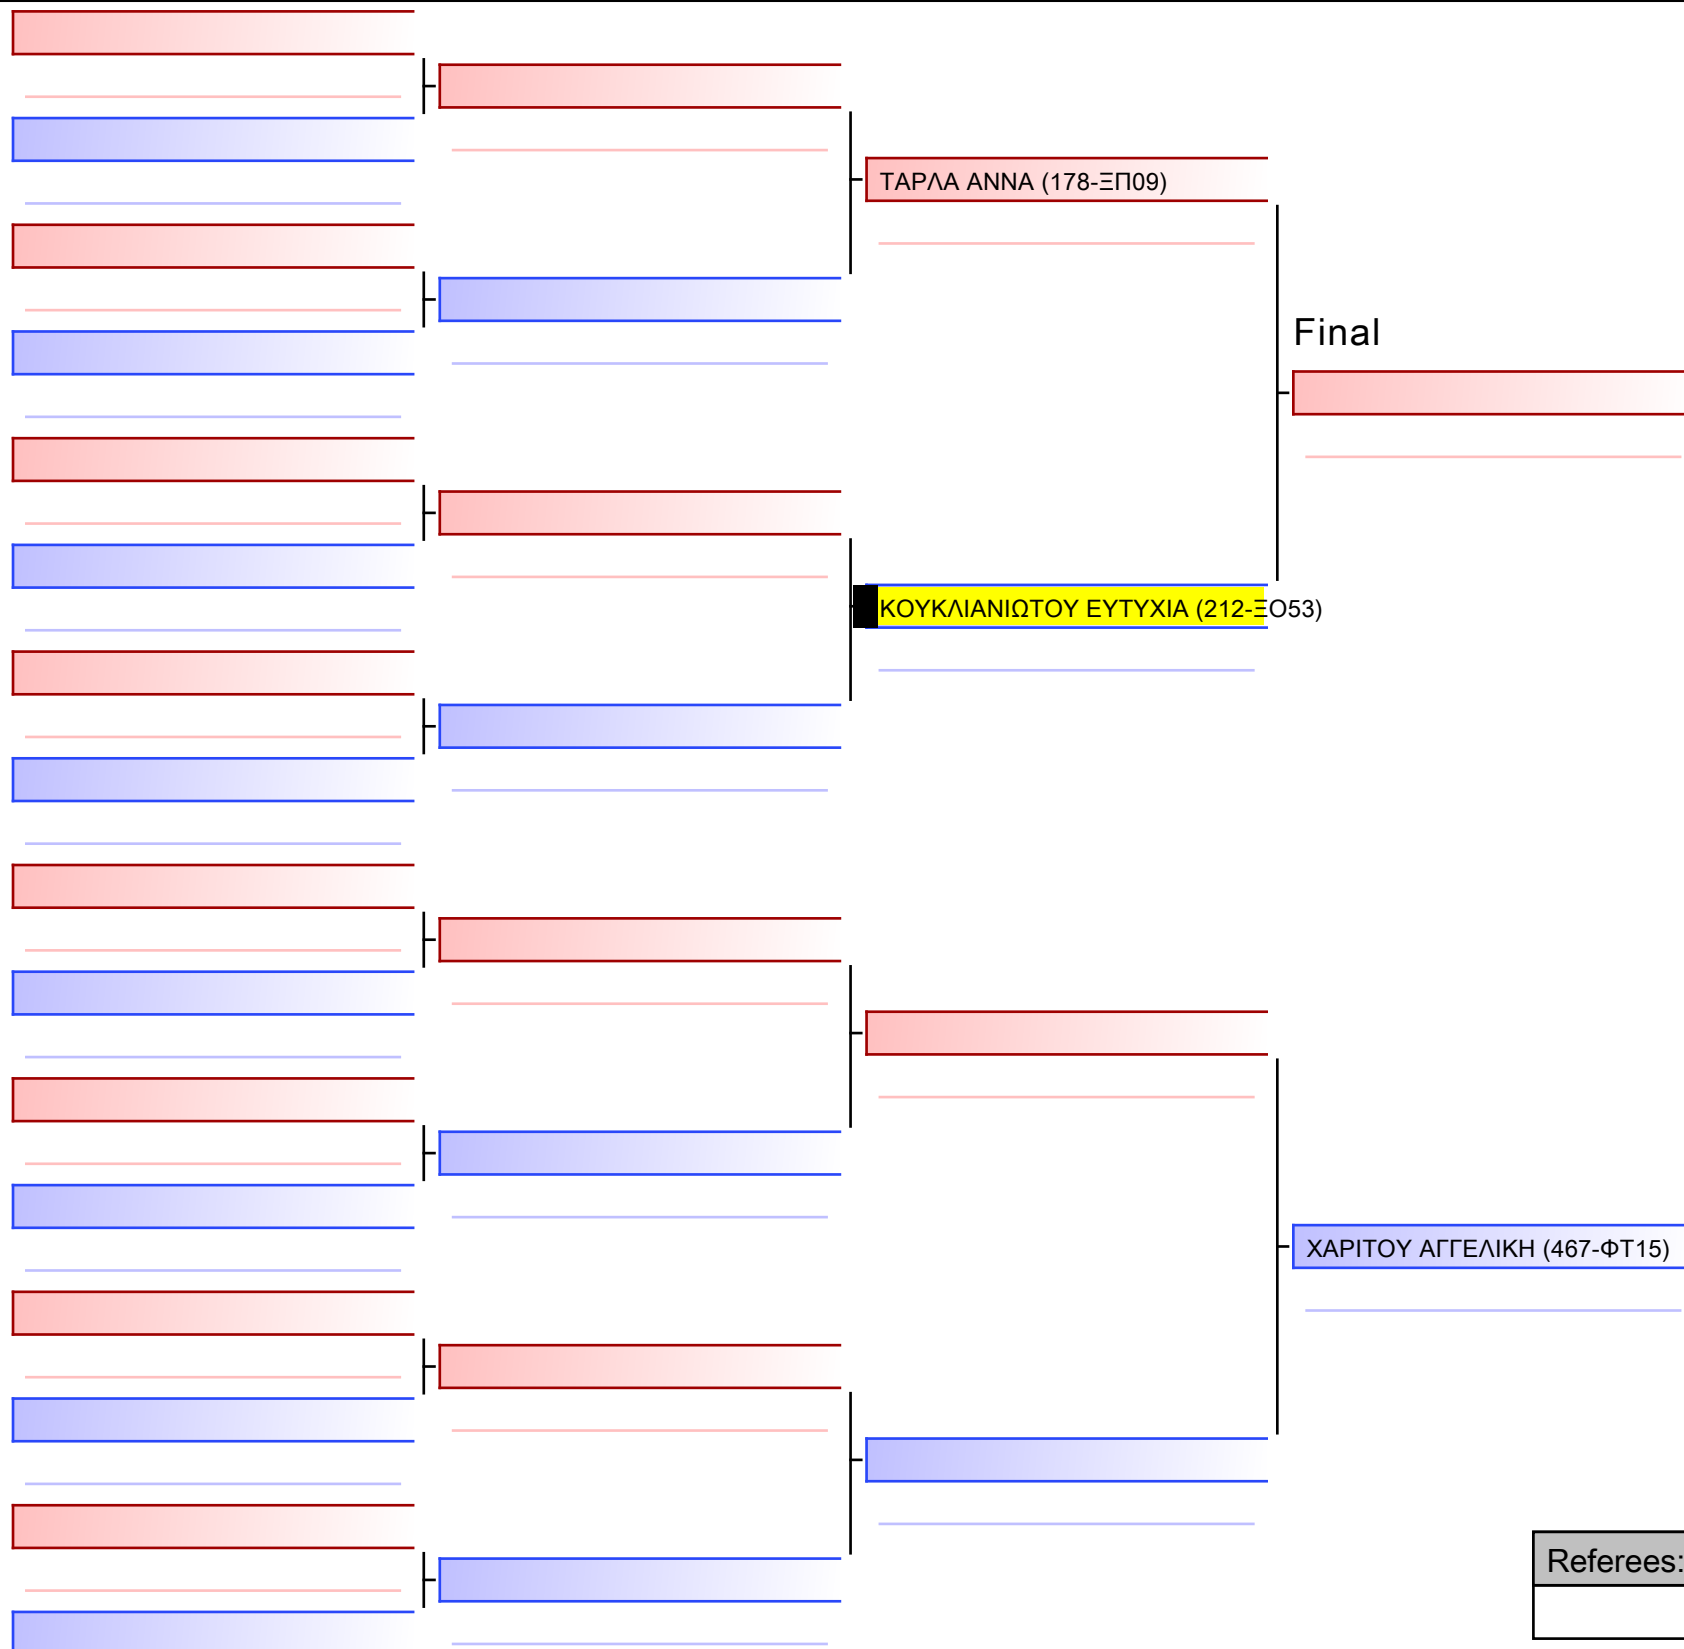 ΤΑΡΛΑ ΑΝΝΑ (178-ΞΠ09)
Final
ΚΟΥΚΛΙΑΝΙΩΤΟΥ ΕΥΤΥΧΙΑ (212-ΞΟ53)
ΧΑΡΙΤΟΥ ΑΓΓΕΛΙΚΗ (467-ΦΤ15)
Referees: